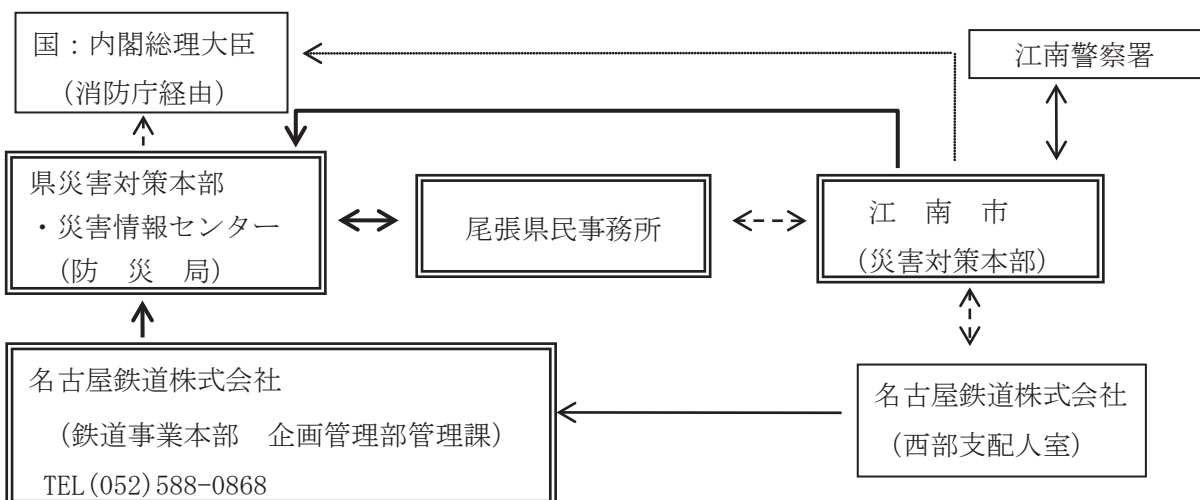 国：内閣総理大臣
（消防庁経由）
江南警察署
県災害対策本部
・災害情報センター
（防　災　局）
尾張県民事務所
江　南　市
（災害対策本部）
名古屋鉄道株式会社
（鉄道事業本部　企画管理部管理課）
TEL(052)588-0868
名古屋鉄道株式会社
（西部支配人室）